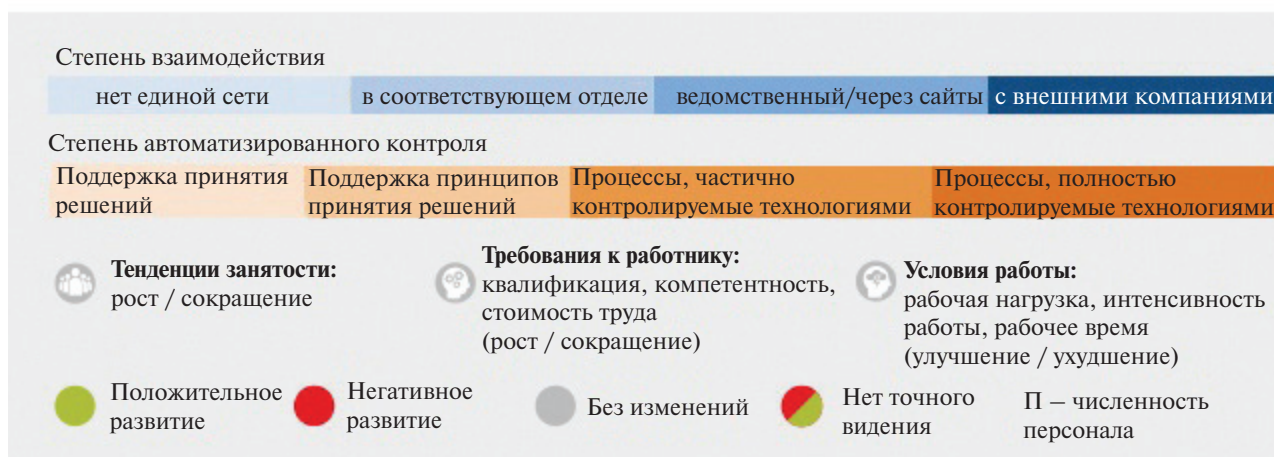 Степень взаимодействия
нет единой сети
в соответствующем отделе
ведомственный/через сайты
с внешними компаниями
Степень автоматизированного контроля
Поддержка принятия
решений
Поддержка принципов
принятия решений
Процессы, частично
контролируемые технологиями
Процессы, полностью
контролируемые технологиями
Тенденции занятости:
рост / сокращение
Требования к работнику:
квалификация, компетентность,
стоимость труда
(рост / сокращение)
Условия работы:
рабочая нагрузка, интенсивность
работы, рабочее время
(улучшение / ухудшение)
Положительное
развитие
Негативное
развитие
Без изменений
Нет точного
видения
П – численность
персонала